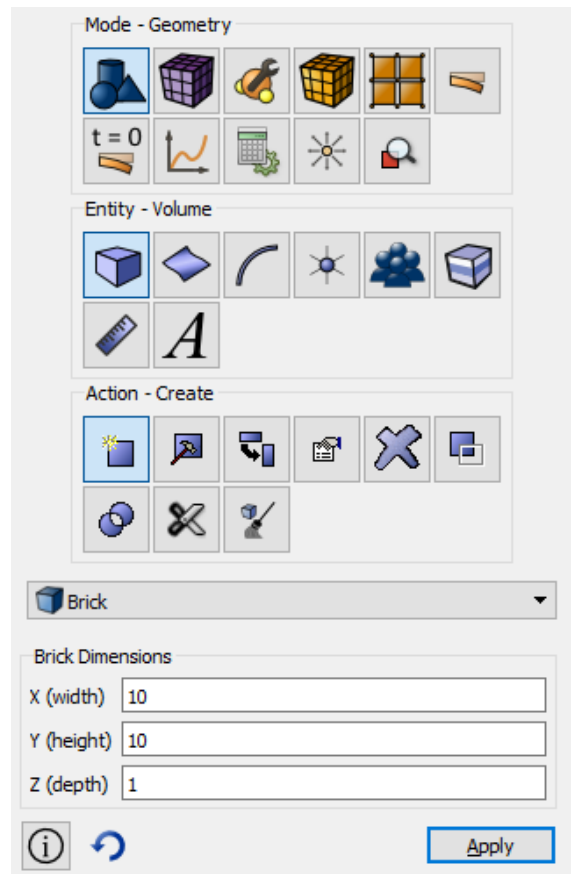 Mode - Geometry
t = 0
Entity - Volume
A
Action - Create
Brick
Brick Dimensions
X (width) 10
Y (height) 10
Z (depth) 1
i Apply